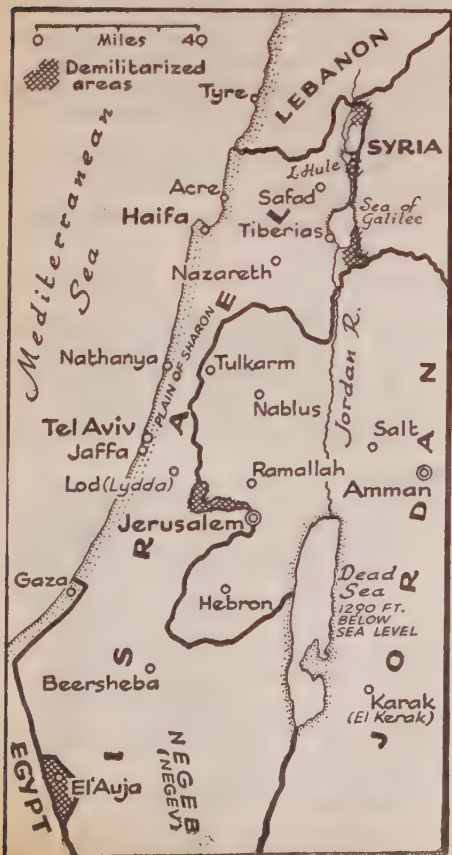 0 Miles 40
Demilitarized
areas
Tyre
LEBANON
SYRIA
L. Hule
Acre
Safad
Sea of
Galilee
Haifa
Tiberias
Nazareth
Mediterranean
Sea
PLAIN OF SHARON
Nathanya
Tulkarm
Nablus
Jordan R.
Salt
Tel Aviv
Jaffa
Lod (Lydda)
Ramallah
Amman
Jerusalem
Gaza
Hebron
Dead
Sea
1290 FT.
BELOW
SEA LEVEL
Beersheba
Karak
(El Kerak)
NEGEB
(NEGEV)
EGYPT
El'Auja
ISRAEL
JORDAN